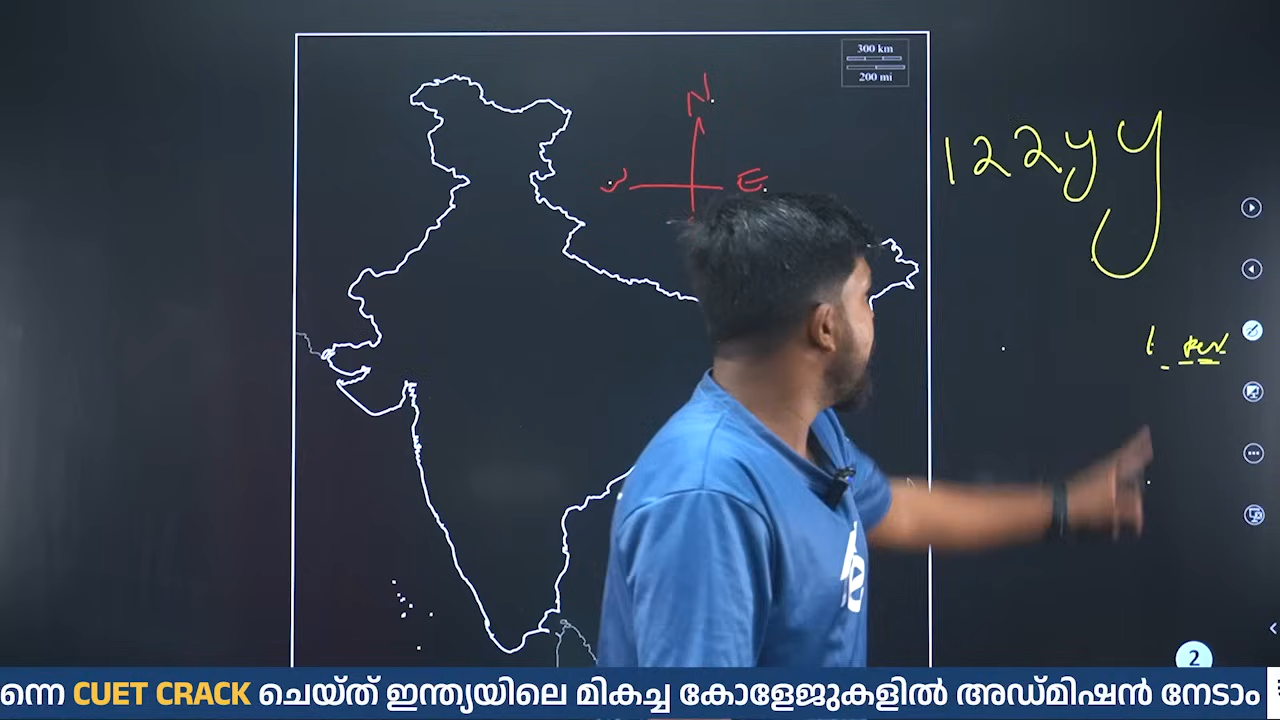 300 km
200 mi
N
E
122yy
2
ന്നെ CUET CRACK ചെയ്ത് ഇന്ത്യയിലെ മികച്ച കോളേജുകളിൽ അഡ്മിഷൻ നേടാം